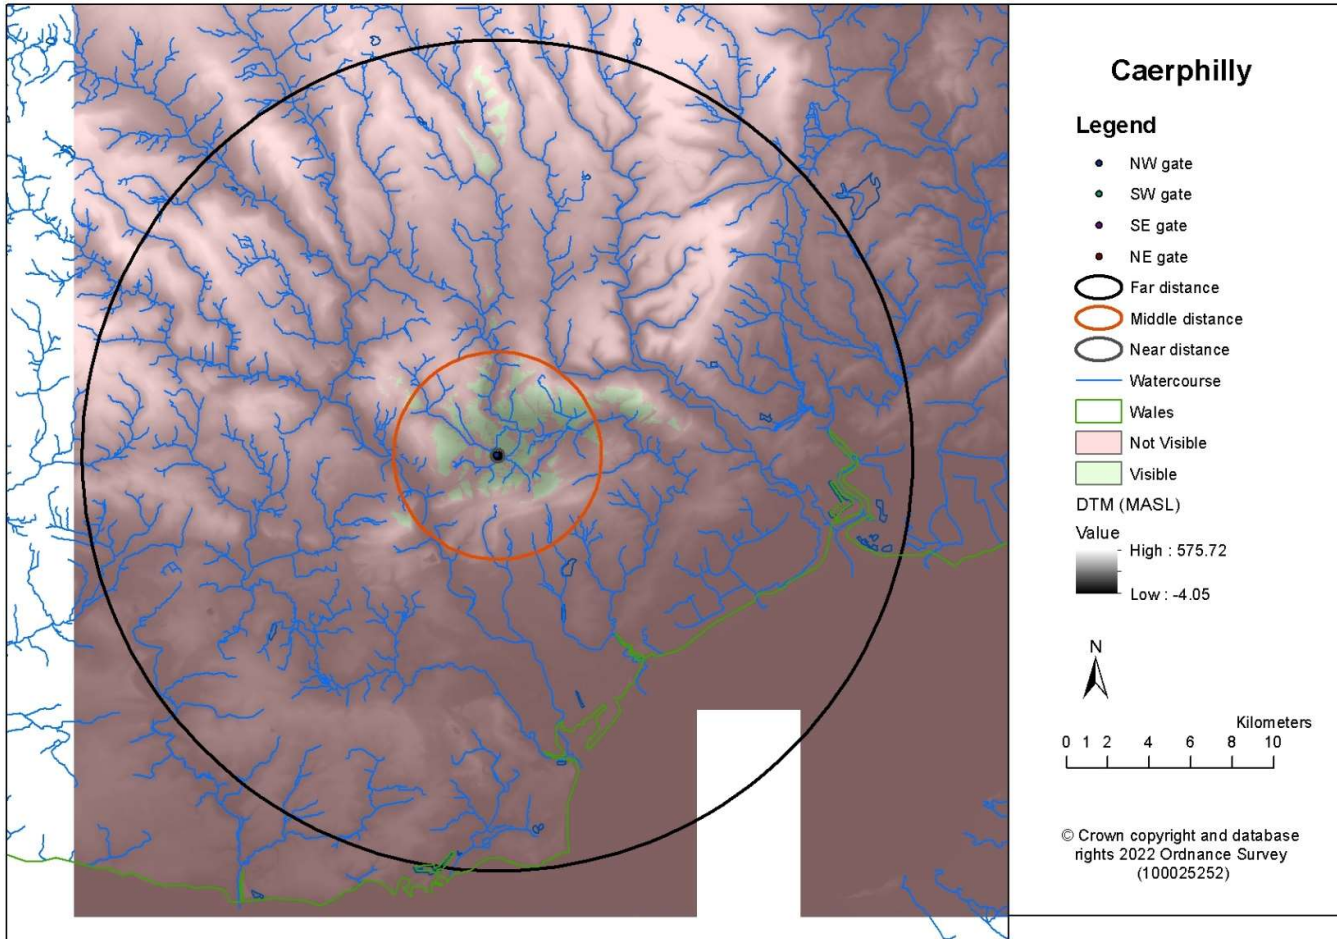 Caerphilly
Legend
NW gate
SW gate
SE gate
NE gate
Far distance
Middle distance
Near distance
Watercourse
Wales
Not Visible
Visible
DTM (MASL)
Value
High : 575.72
Low : -4.05
N
Kilometers
0 1 2 4 6 8 10
© Crown copyright and database
rights 2022 Ordnance Survey
(100025252)